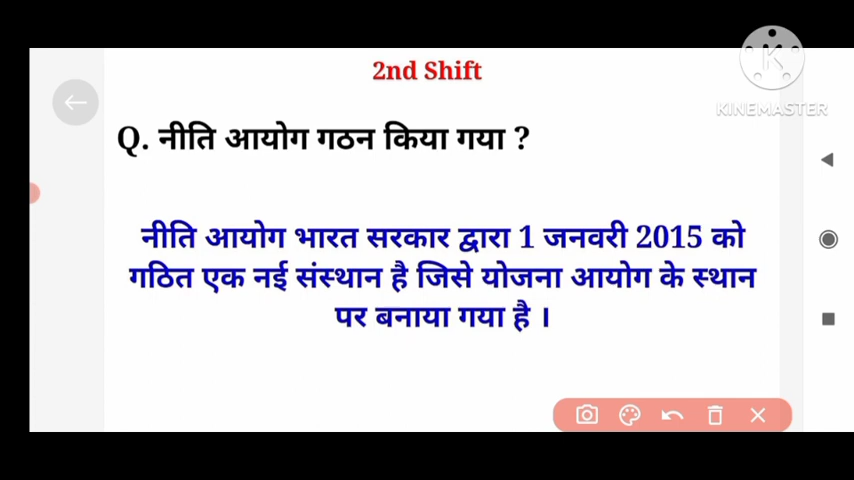 2nd Shift
KINEMASTER
Q. नीति आयोग गठन किया गया ?
नीति आयोग भारत सरकार द्वारा 1 जनवरी 2015 को
गठित एक नई संस्थान है जिसे योजना आयोग के स्थान
पर बनाया गया है ।